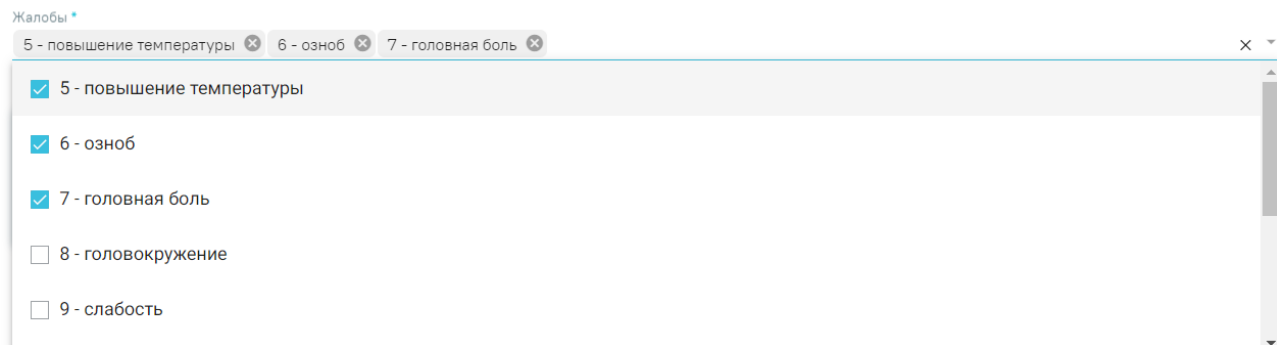 Жалобы *
5 - повышение температуры 6 - озноб 7 - головная боль
5 - повышение температуры
6 - озноб
7 - головная боль
8 - головокружение
9 - слабость